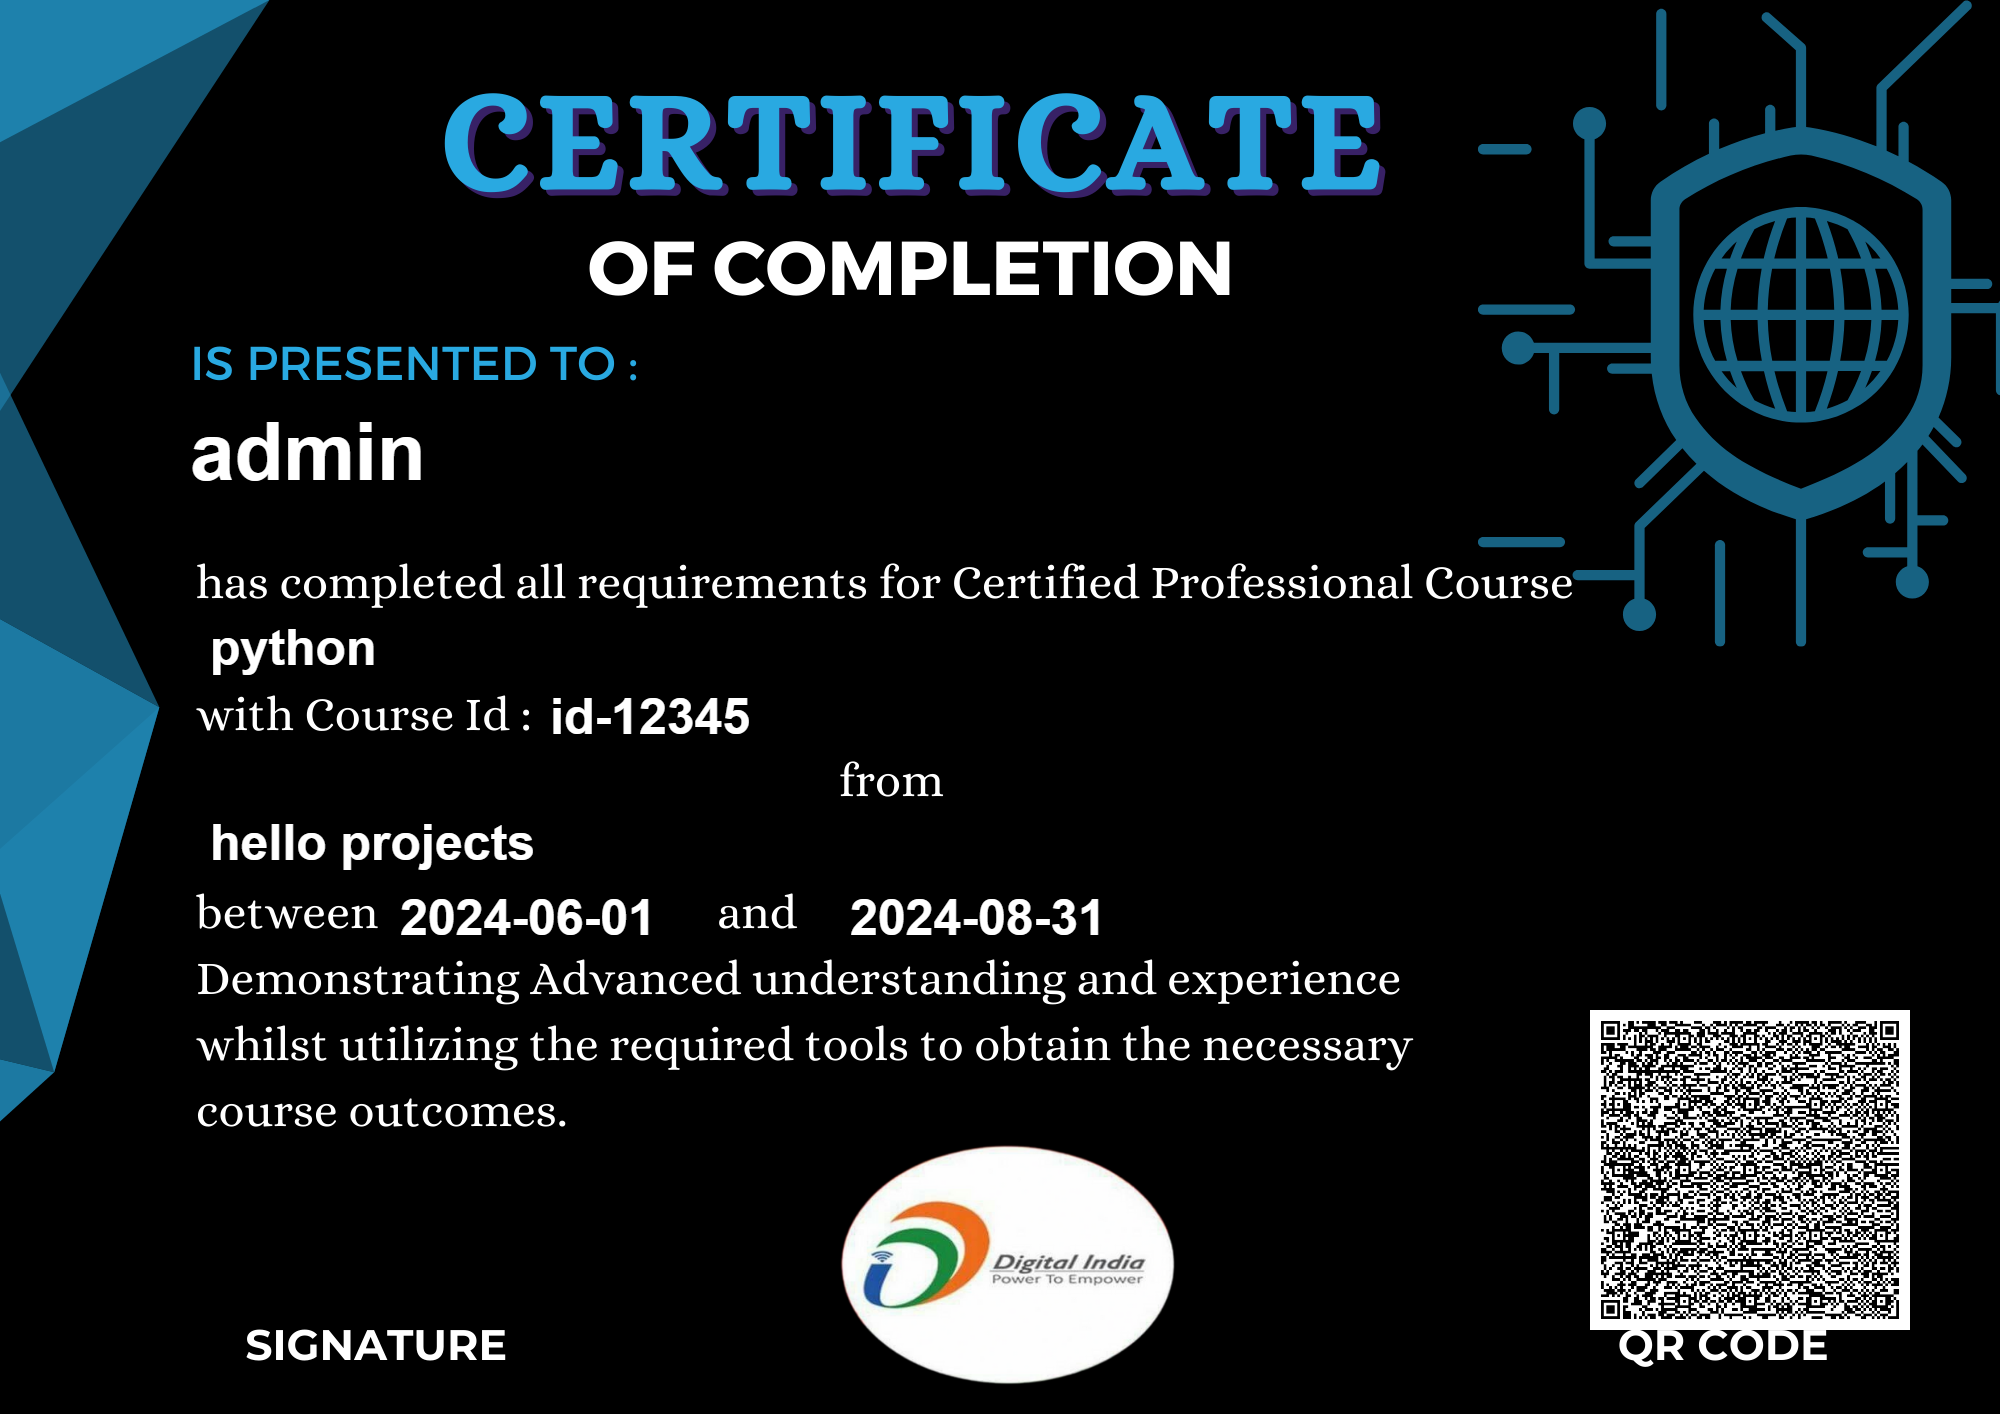 CERTIFICATE
OF COMPLETION
IS PRESENTED TO :
admin
has completed all requirements for Certified Professional Course
python
with Course Id : id-12345
from
hello projects
between 2024-06-01 and 2024-08-31
Demonstrating Advanced understanding and experience
whilst utilizing the required tools to obtain the necessary
course outcomes.
Digital India
Power To Empower
SIGNATURE
QR CODE